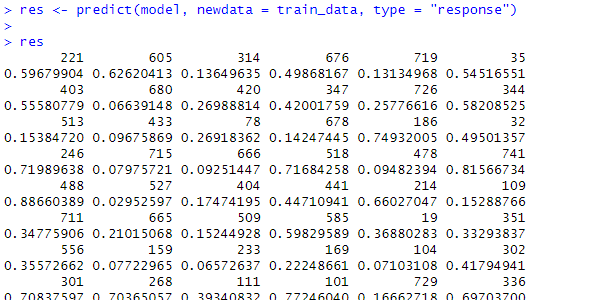 > res <- predict(model, newdata = train_data, type = "response")
>
> res
221 605 314 676 719 35
0.59679904 0.62620413 0.13649635 0.49868167 0.13134968 0.54516551
403 680 420 347 726 344
0.55580779 0.06639148 0.26988814 0.42001759 0.25776616 0.58208525
513 433 78 678 186 32
0.15384720 0.09675869 0.26918362 0.14247445 0.74932005 0.49501357
246 715 666 518 478 741
0.71989638 0.07975721 0.09251447 0.71684258 0.09482394 0.81566734
488 527 404 441 214 109
0.88660389 0.02952597 0.17474195 0.44710941 0.66027047 0.15288766
711 665 509 585 19 351
0.34775906 0.21015068 0.15244928 0.59829589 0.36880283 0.33293837
556 159 233 169 104 302
0.35572662 0.07722965 0.06572637 0.22248661 0.07103108 0.41794941
301 268 111 101 729 336
0.70837597 0.70365057 0.39340832 0.77246040 0.16662718 0.69703700